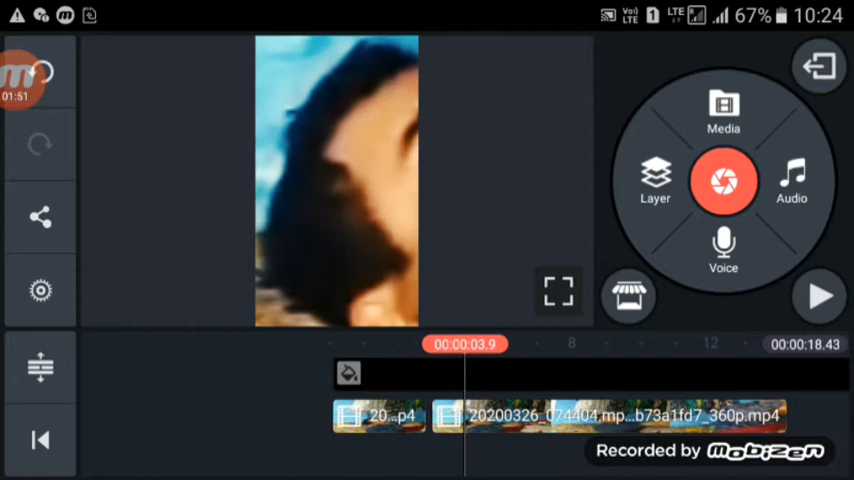 Vo)) LTE 1 LTE R 67% 10:24
01:51
Media
Layer
Audio
Voice
00:00:03.9
8
12
00:00:18.43
20...p4
20200326_074404.mp...b73a1fd7_360p.mp4
Recorded by Mobizen